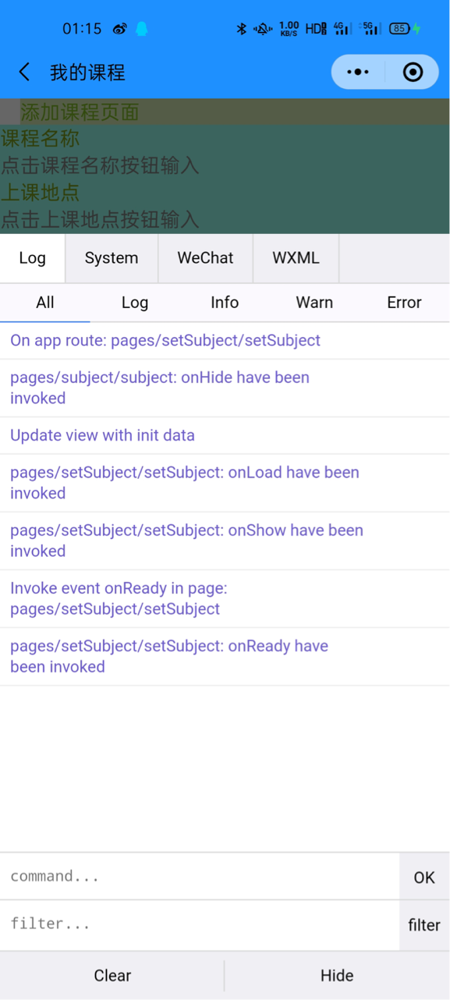 01:15 1.00 KB/S HD 4G 5G 85
我的课程
添加课程页面
课程名称
点击课程名称按钮输入
上课地点
点击上课地点按钮输入
Log System WeChat WXML
All Log Info Warn Error
On app route: pages/setSubject/setSubject
pages/subject/subject: onHide have been
invoked
Update view with init data
pages/setSubject/setSubject: onLoad have been
invoked
pages/setSubject/setSubject: onShow have been
invoked
Invoke event onReady in page:
pages/setSubject/setSubject
pages/setSubject/setSubject: onReady have
been invoked
command... OK
filter... filter
Clear Hide